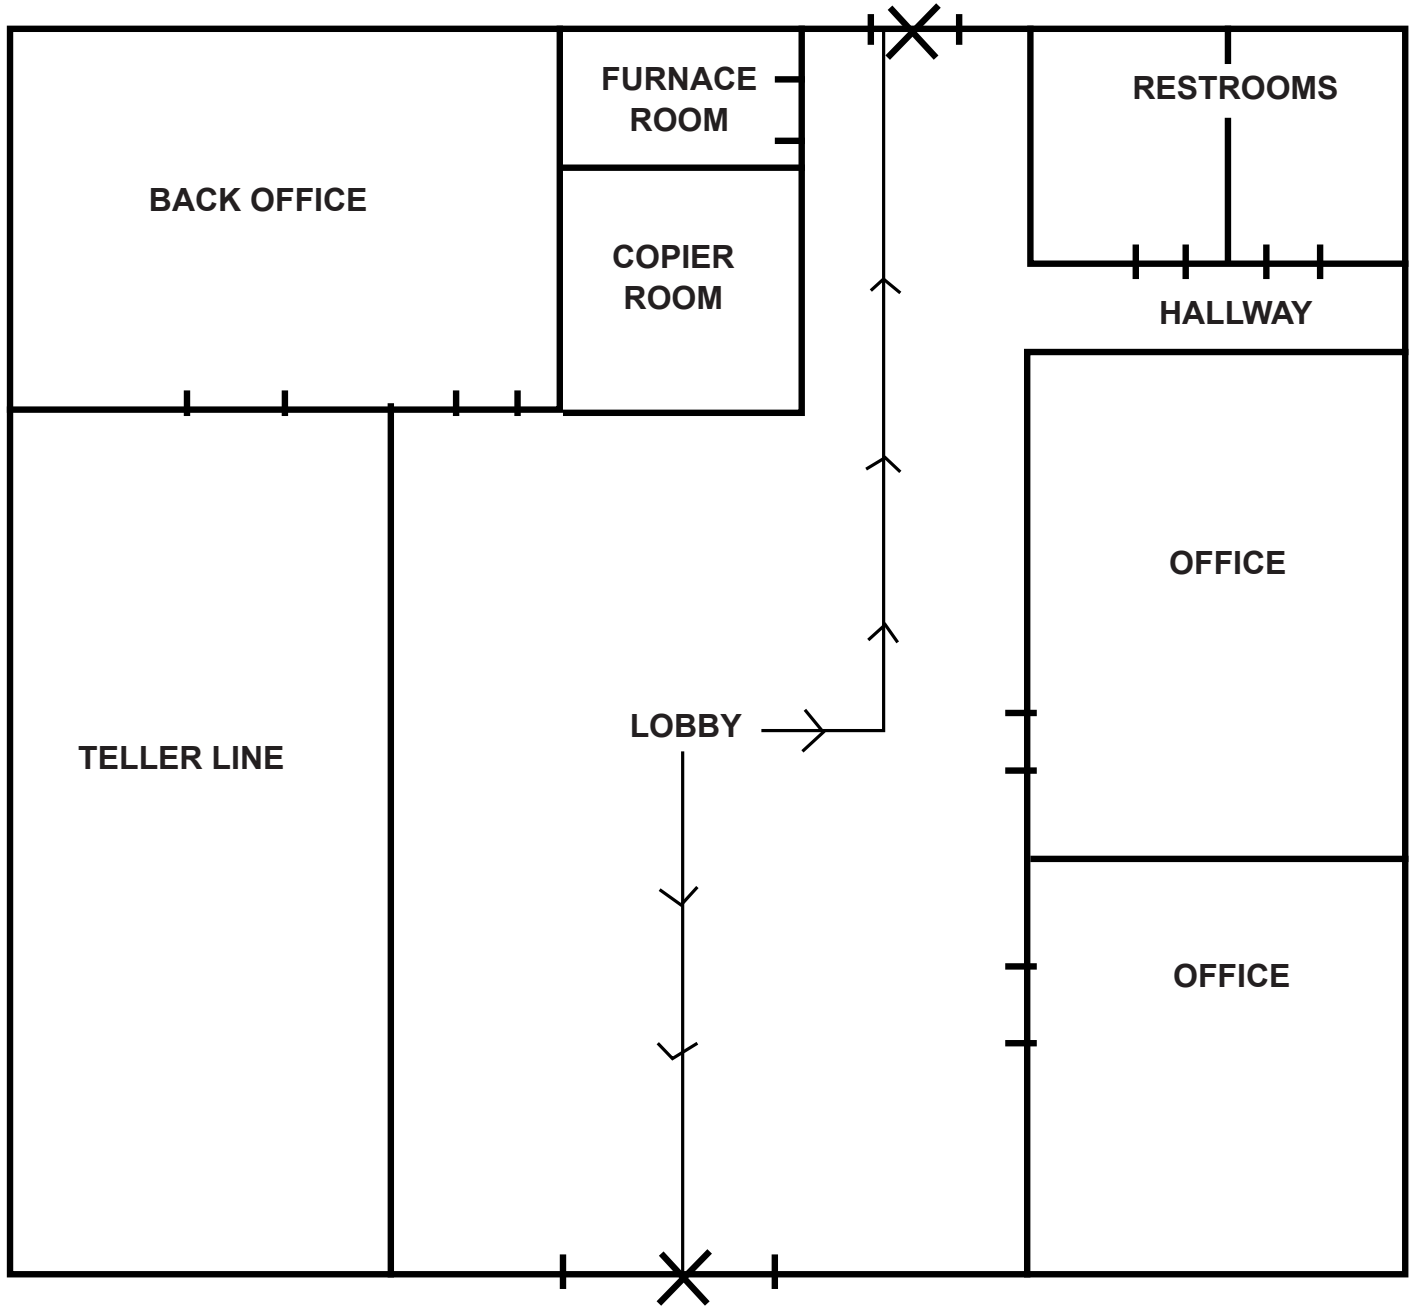 FURNACE
ROOM
RESTROOMS
BACK OFFICE
COPIER
ROOM
HALLWAY
OFFICE
LOBBY
TELLER LINE
OFFICE